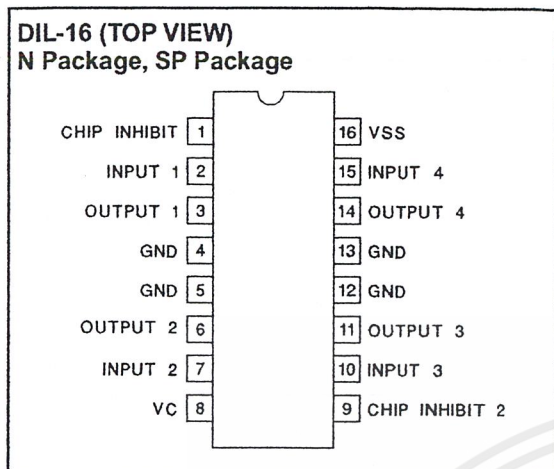 DIL-16 (TOP VIEW)
N Package, SP Package
CHIP INHIBIT 1 16 VSS
INPUT 1 2 15 INPUT 4
OUTPUT 1 3 14 OUTPUT 4
GND 4 13 GND
GND 5 12 GND
OUTPUT 2 6 11 OUTPUT 3
INPUT 2 7 10 INPUT 3
VC 8 9 CHIP INHIBIT 2